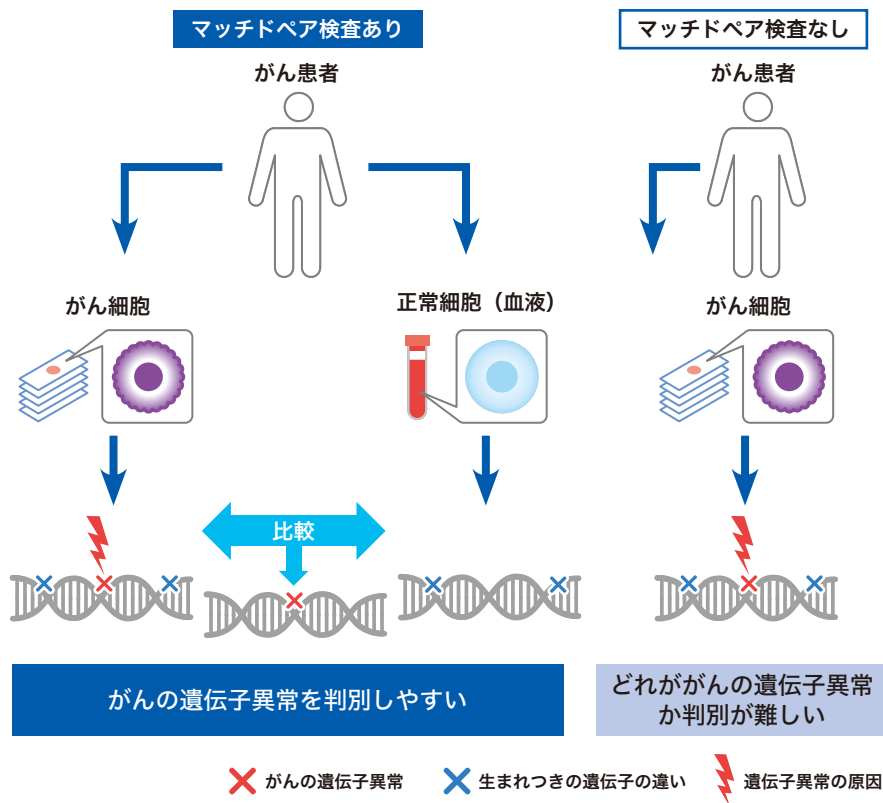 マッチドペア検査あり
がん患者
がん細胞
正常細胞（血液）
比較
がんの遺伝子異常を判別しやすい
マッチドペア検査なし
がん患者
がん細胞
どれががんの遺伝子異常
か判別が難しい
がんの遺伝子異常
生まれつきの遺伝子の違い
遺伝子異常の原因